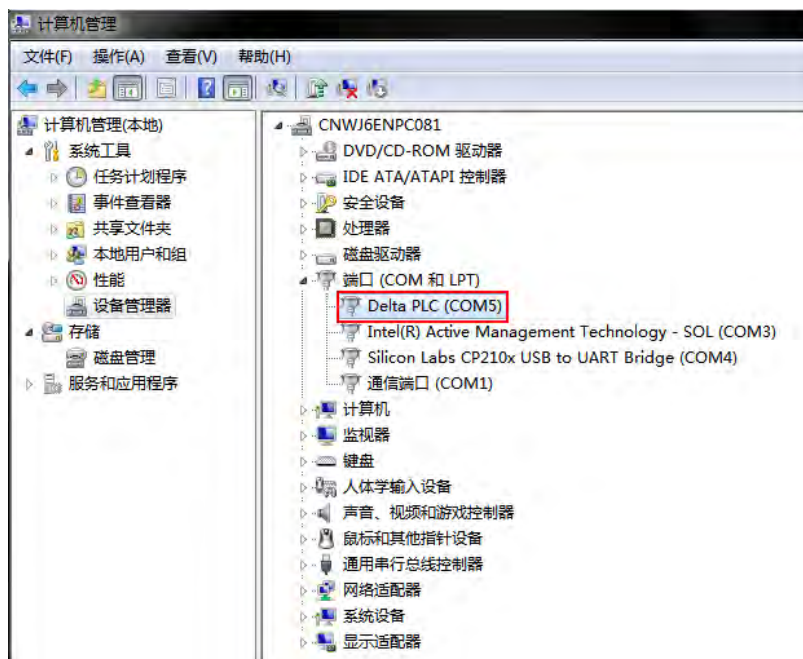 计算机管理
文件(F) 操作(A) 查看(V) 帮助(H)
计算机管理(本地)
系统工具
任务计划程序
事件查看器
共享文件夹
本地用户和组
性能
设备管理器
存储
磁盘管理
服务和应用程序
CNWJ6ENPC081
DVD/CD-ROM 驱动器
IDE ATA/ATAPI 控制器
安全设备
处理器
磁盘驱动器
端口 (COM 和 LPT)
Delta PLC (COM5)
Intel(R) Active Management Technology - SOL (COM3)
Silicon Labs CP210x USB to UART Bridge (COM4)
通信端口 (COM1)
计算机
监视器
键盘
人体学输入设备
声音、视频和游戏控制器
鼠标和其他指针设备
通用串行总线控制器
网络适配器
系统设备
显示适配器